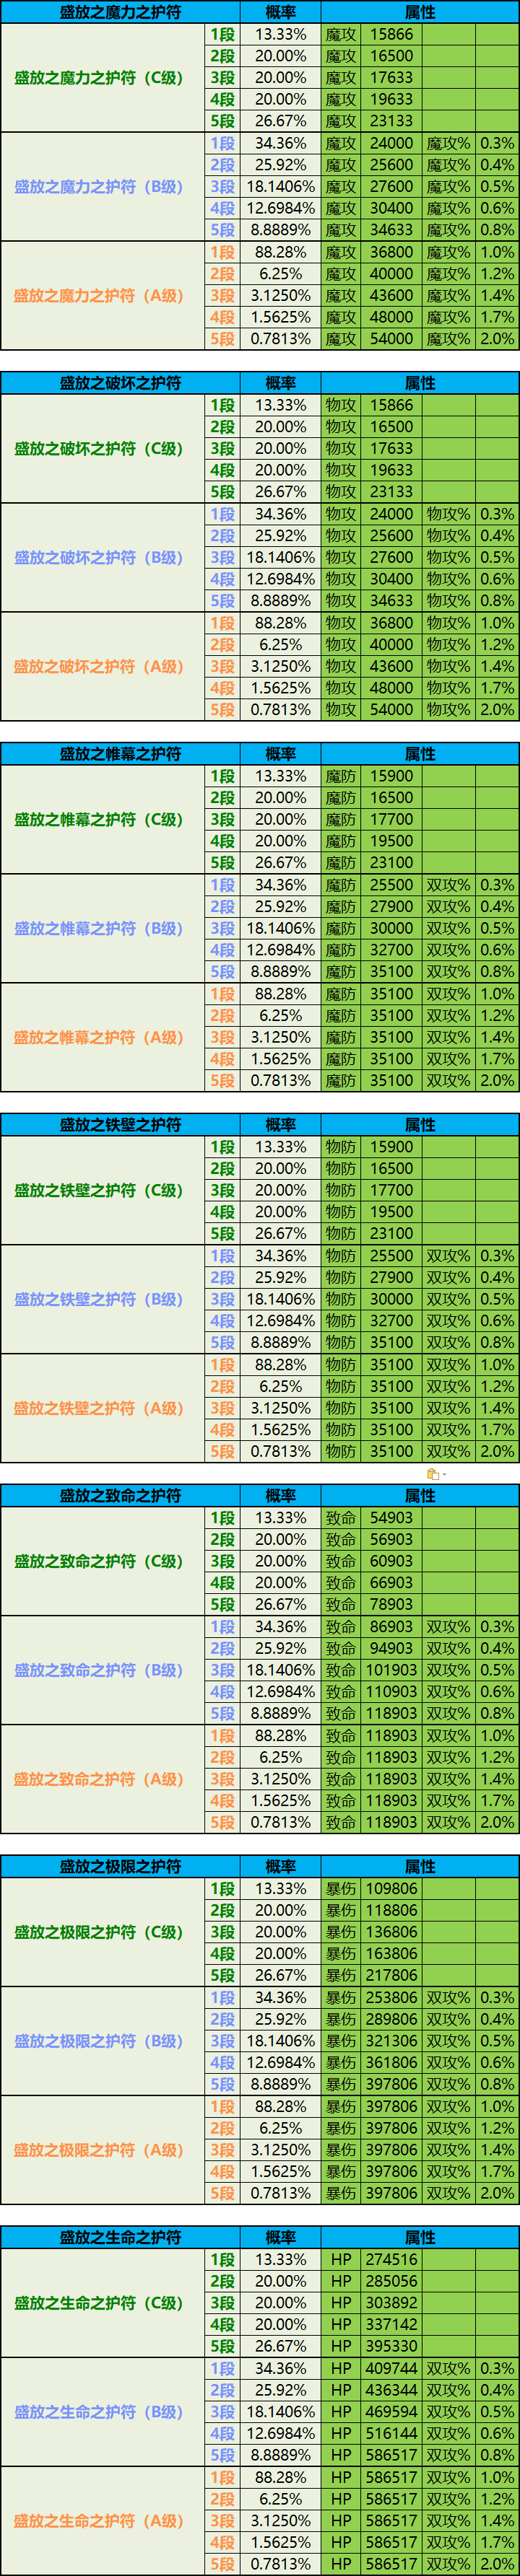 盛放之魔力之护符 概率 属性
1段 13.33% 魔攻 15866
2段 20.00% 魔攻 16500
盛放之魔力之护符（C级） 3段 20.00% 魔攻 17633
4段 20.00% 魔攻 19633
5段 26.67% 魔攻 23133
1段 34.36% 魔攻 24000 魔攻% 0.3%
2段 25.92% 魔攻 25600 魔攻% 0.4%
盛放之魔力之护符（B级） 3段 18.1406% 魔攻 27600 魔攻% 0.5%
4段 12.6984% 魔攻 30400 魔攻% 0.6%
5段 8.8889% 魔攻 34633 魔攻% 0.8%
1段 88.28% 魔攻 36800 魔攻% 1.0%
2段 6.25% 魔攻 40000 魔攻% 1.2%
盛放之魔力之护符（A级） 3段 3.1250% 魔攻 43600 魔攻% 1.4%
4段 1.5625% 魔攻 48000 魔攻% 1.7%
5段 0.7813% 魔攻 54000 魔攻% 2.0%
盛放之破坏之护符 概率 属性
1段 13.33% 物攻 15866
2段 20.00% 物攻 16500
盛放之破坏之护符（C级） 3段 20.00% 物攻 17633
4段 20.00% 物攻 19633
5段 26.67% 物攻 23133
1段 34.36% 物攻 24000 物攻% 0.3%
2段 25.92% 物攻 25600 物攻% 0.4%
盛放之破坏之护符（B级） 3段 18.1406% 物攻 27600 物攻% 0.5%
4段 12.6984% 物攻 30400 物攻% 0.6%
5段 8.8889% 物攻 34633 物攻% 0.8%
1段 88.28% 物攻 36800 物攻% 1.0%
2段 6.25% 物攻 40000 物攻% 1.2%
盛放之破坏之护符（A级） 3段 3.1250% 物攻 43600 物攻% 1.4%
4段 1.5625% 物攻 48000 物攻% 1.7%
5段 0.7813% 物攻 54000 物攻% 2.0%
盛放之帷幕之护符 概率 属性
1段 13.33% 魔防 15900
2段 20.00% 魔防 16500
盛放之帷幕之护符（C级） 3段 20.00% 魔防 17700
4段 20.00% 魔防 19500
5段 26.67% 魔防 23100
1段 34.36% 魔防 25500 双攻% 0.3%
2段 25.92% 魔防 27900 双攻% 0.4%
盛放之帷幕之护符（B级） 3段 18.1406% 魔防 30000 双攻% 0.5%
4段 12.6984% 魔防 32700 双攻% 0.6%
5段 8.8889% 魔防 35100 双攻% 0.8%
1段 88.28% 魔防 35100 双攻% 1.0%
2段 6.25% 魔防 35100 双攻% 1.2%
盛放之帷幕之护符（A级） 3段 3.1250% 魔防 35100 双攻% 1.4%
4段 1.5625% 魔防 35100 双攻% 1.7%
5段 0.7813% 魔防 35100 双攻% 2.0%
盛放之铁壁之护符 概率 属性
1段 13.33% 物防 15900
2段 20.00% 物防 16500
盛放之铁壁之护符（C级） 3段 20.00% 物防 17700
4段 20.00% 物防 19500
5段 26.67% 物防 23100
1段 34.36% 物防 25500 双攻% 0.3%
2段 25.92% 物防 27900 双攻% 0.4%
盛放之铁壁之护符（B级） 3段 18.1406% 物防 30000 双攻% 0.5%
4段 12.6984% 物防 32700 双攻% 0.6%
5段 8.8889% 物防 35100 双攻% 0.8%
1段 88.28% 物防 35100 双攻% 1.0%
2段 6.25% 物防 35100 双攻% 1.2%
盛放之铁壁之护符（A级） 3段 3.1250% 物防 35100 双攻% 1.4%
4段 1.5625% 物防 35100 双攻% 1.7%
5段 0.7813% 物防 35100 双攻% 2.0%
盛放之致命之护符 概率 属性
1段 13.33% 致命 54903
2段 20.00% 致命 56903
盛放之致命之护符（C级） 3段 20.00% 致命 60903
4段 20.00% 致命 66903
5段 26.67% 致命 78903
1段 34.36% 致命 86903 双攻% 0.3%
2段 25.92% 致命 94903 双攻% 0.4%
盛放之致命之护符（B级） 3段 18.1406% 致命 101903 双攻% 0.5%
4段 12.6984% 致命 110903 双攻% 0.6%
5段 8.8889% 致命 118903 双攻% 0.8%
1段 88.28% 致命 118903 双攻% 1.0%
2段 6.25% 致命 118903 双攻% 1.2%
盛放之致命之护符（A级） 3段 3.1250% 致命 118903 双攻% 1.4%
4段 1.5625% 致命 118903 双攻% 1.7%
5段 0.7813% 致命 118903 双攻% 2.0%
盛放之极限之护符 概率 属性
1段 13.33% 暴伤 109806
2段 20.00% 暴伤 118806
盛放之极限之护符（C级） 3段 20.00% 暴伤 136806
4段 20.00% 暴伤 163806
5段 26.67% 暴伤 217806
1段 34.36% 暴伤 253806 双攻% 0.3%
2段 25.92% 暴伤 289806 双攻% 0.4%
盛放之极限之护符（B级） 3段 18.1406% 暴伤 321306 双攻% 0.5%
4段 12.6984% 暴伤 361806 双攻% 0.6%
5段 8.8889% 暴伤 397806 双攻% 0.8%
1段 88.28% 暴伤 397806 双攻% 1.0%
2段 6.25% 暴伤 397806 双攻% 1.2%
盛放之极限之护符（A级） 3段 3.1250% 暴伤 397806 双攻% 1.4%
4段 1.5625% 暴伤 397806 双攻% 1.7%
5段 0.7813% 暴伤 397806 双攻% 2.0%
盛放之生命之护符 概率 属性
1段 13.33% HP 274516
2段 20.00% HP 285056
盛放之生命之护符（C级） 3段 20.00% HP 303892
4段 20.00% HP 337142
5段 26.67% HP 395330
1段 34.36% HP 409744 双攻% 0.3%
2段 25.92% HP 436344 双攻% 0.4%
盛放之生命之护符（B级） 3段 18.1406% HP 469594 双攻% 0.5%
4段 12.6984% HP 516144 双攻% 0.6%
5段 8.8889% HP 586517 双攻% 0.8%
1段 88.28% HP 586517 双攻% 1.0%
2段 6.25% HP 586517 双攻% 1.2%
盛放之生命之护符（A级） 3段 3.1250% HP 586517 双攻% 1.4%
4段 1.5625% HP 586517 双攻% 1.7%
5段 0.7813% HP 586517 双攻% 2.0%